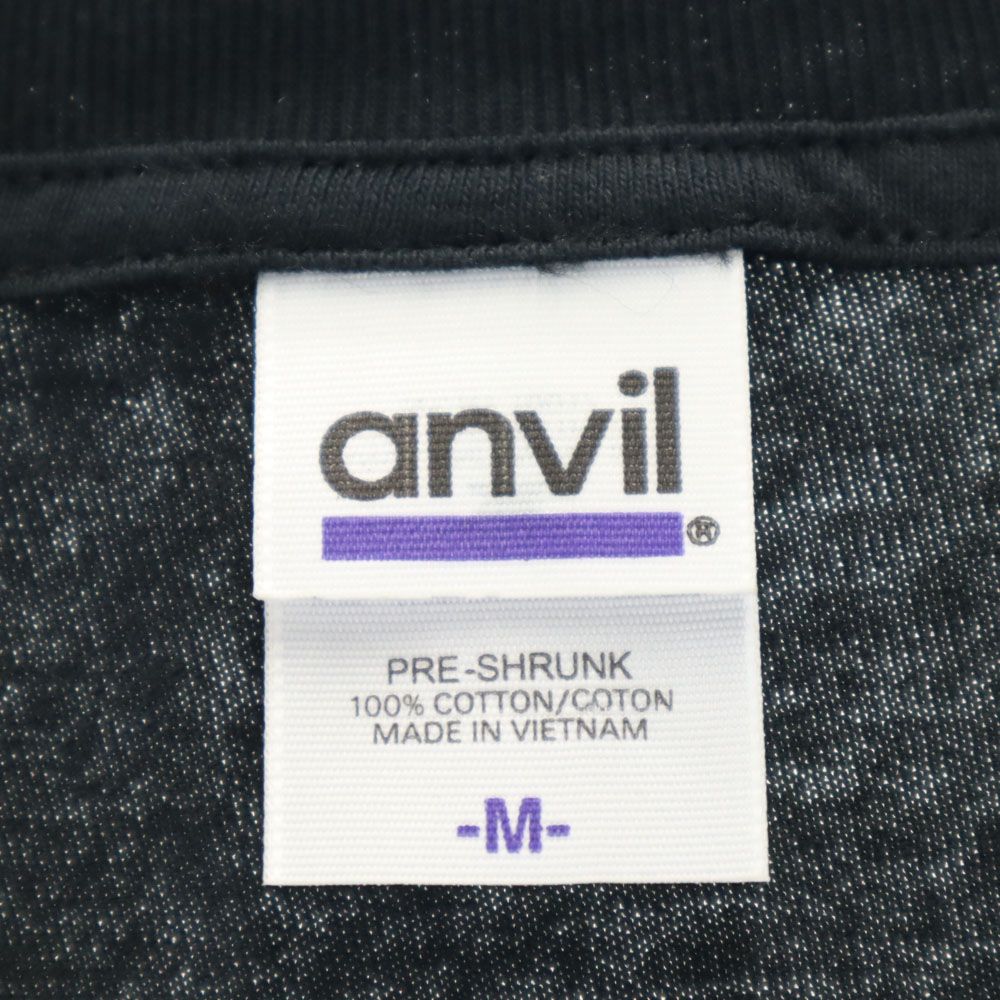 anvil®
PRE-SHRUNK
100% COTTON/COTON
MADE IN VIETNAM
-M-